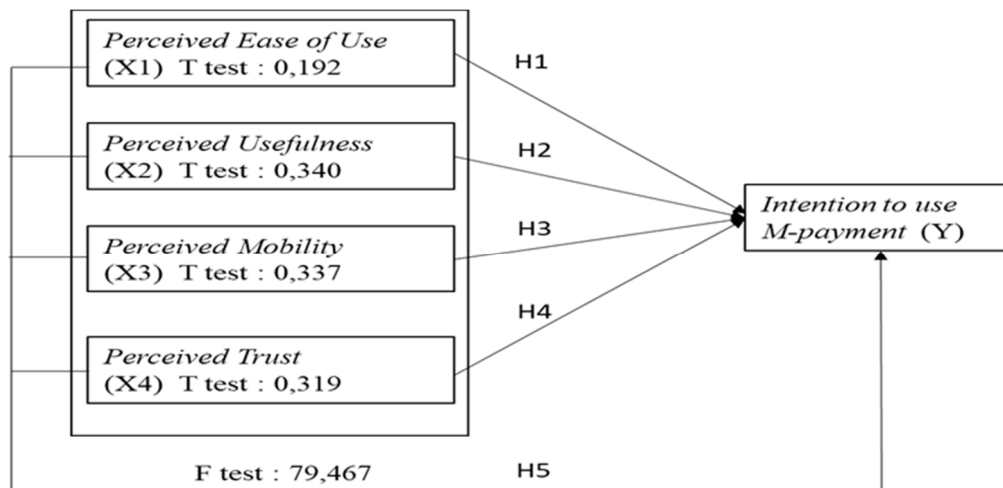 Perceived Ease of Use
(X1) T test : 0,192
H1
Perceived Usefulness
(X2) T test : 0,340
H2
Perceived Mobility
(X3) T test : 0,337
H3
Perceived Trust
(X4) T test : 0,319
H4
Intention to use
M-payment (Y)
F test : 79,467
H5